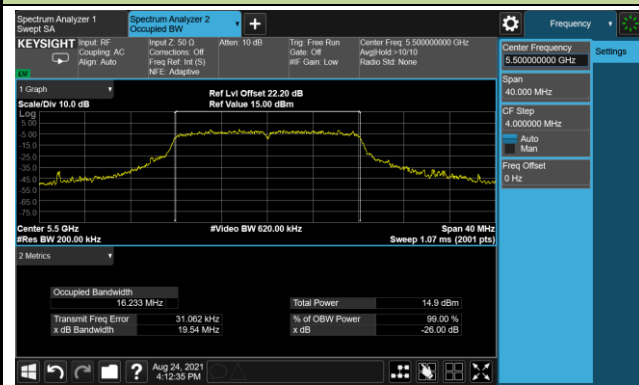 Spectrum Analyzer 1
Swept SA
Spectrum Analyzer 2
Occupied BW
+
Frequency
KEYSIGHT
Input: RF
Coupling: AC
Align: Auto
Input Z: 50 Ω
Corrections: Off
Freq Ref: Int (S)
NFE: Adaptive
Atten: 10 dB
Trig: Free Run
Gate: Off
#IF Gain: Low
Center Freq: 5.500000000 GHz
Avg|Hold:>10/10
Radio Std: None
Center Frequency
5.500000000 GHz
Settings
Span
40.000 MHz
CF Step
4.000000 MHz
Auto
Man
Freq Offset
0 Hz
1 Graph
Scale/Div 10.0 dB
Ref Lvl Offset 22.20 dB
Ref Value 15.00 dBm
Log
5.00
-5.00
-15.0
-25.0
-35.0
-45.0
-55.0
-65.0
-75.0
Center 5.5 GHz
#Res BW 200.00 kHz
#Video BW 620.00 kHz
Span 40 MHz
Sweep 1.07 ms (2001 pts)
2 Metrics
Occupied Bandwidth
16.233 MHz
Total Power 14.9 dBm
Transmit Freq Error 31.062 kHz
% of OBW Power 99.00 %
x dB Bandwidth 19.54 MHz
x dB -26.00 dB
?
Aug 24, 2021
4:12:35 PM